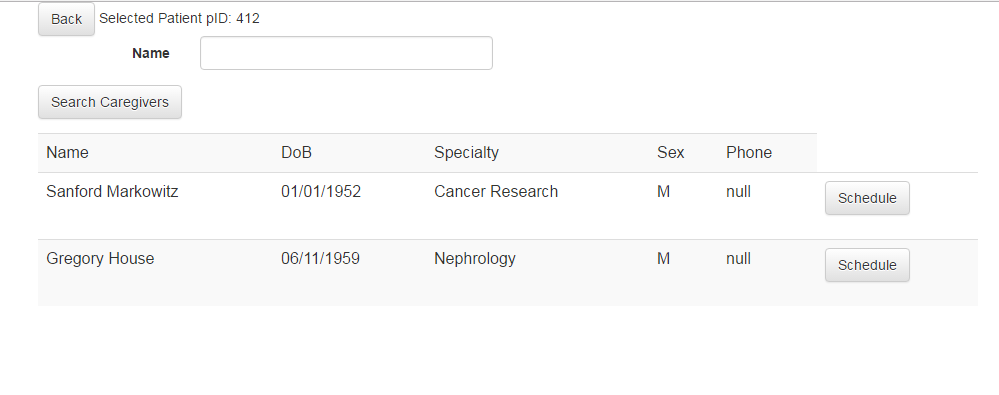 Back Selected Patient pID: 412
Name
Search Caregivers
Name DoB Specialty Sex Phone
Sanford Markowitz 01/01/1952 Cancer Research M null Schedule
Gregory House 06/11/1959 Nephrology M null Schedule